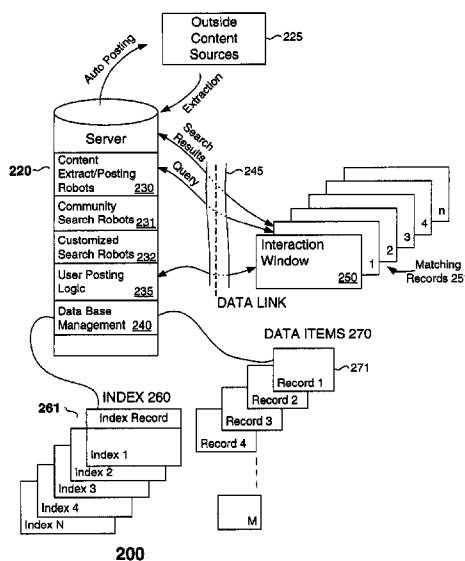 Outside
Content
Sources
225
Auto Posting
Extraction
Server
220
Content
Extract/Posting
Robots 230
Community
Search Robots 231
Customized
Search Robots 232
User Posting
Logic 235
Data Base
Management 240
Search
Results
Query
245
DATA LINK
Interaction
Window
250
1
2
3
4
n
Matching
Records 25
DATA ITEMS 270
271
Record 1
Record 2
Record 3
Record 4
M
INDEX 260
261
Index Record
Index 1
Index 2
Index 3
Index 4
Index N
200